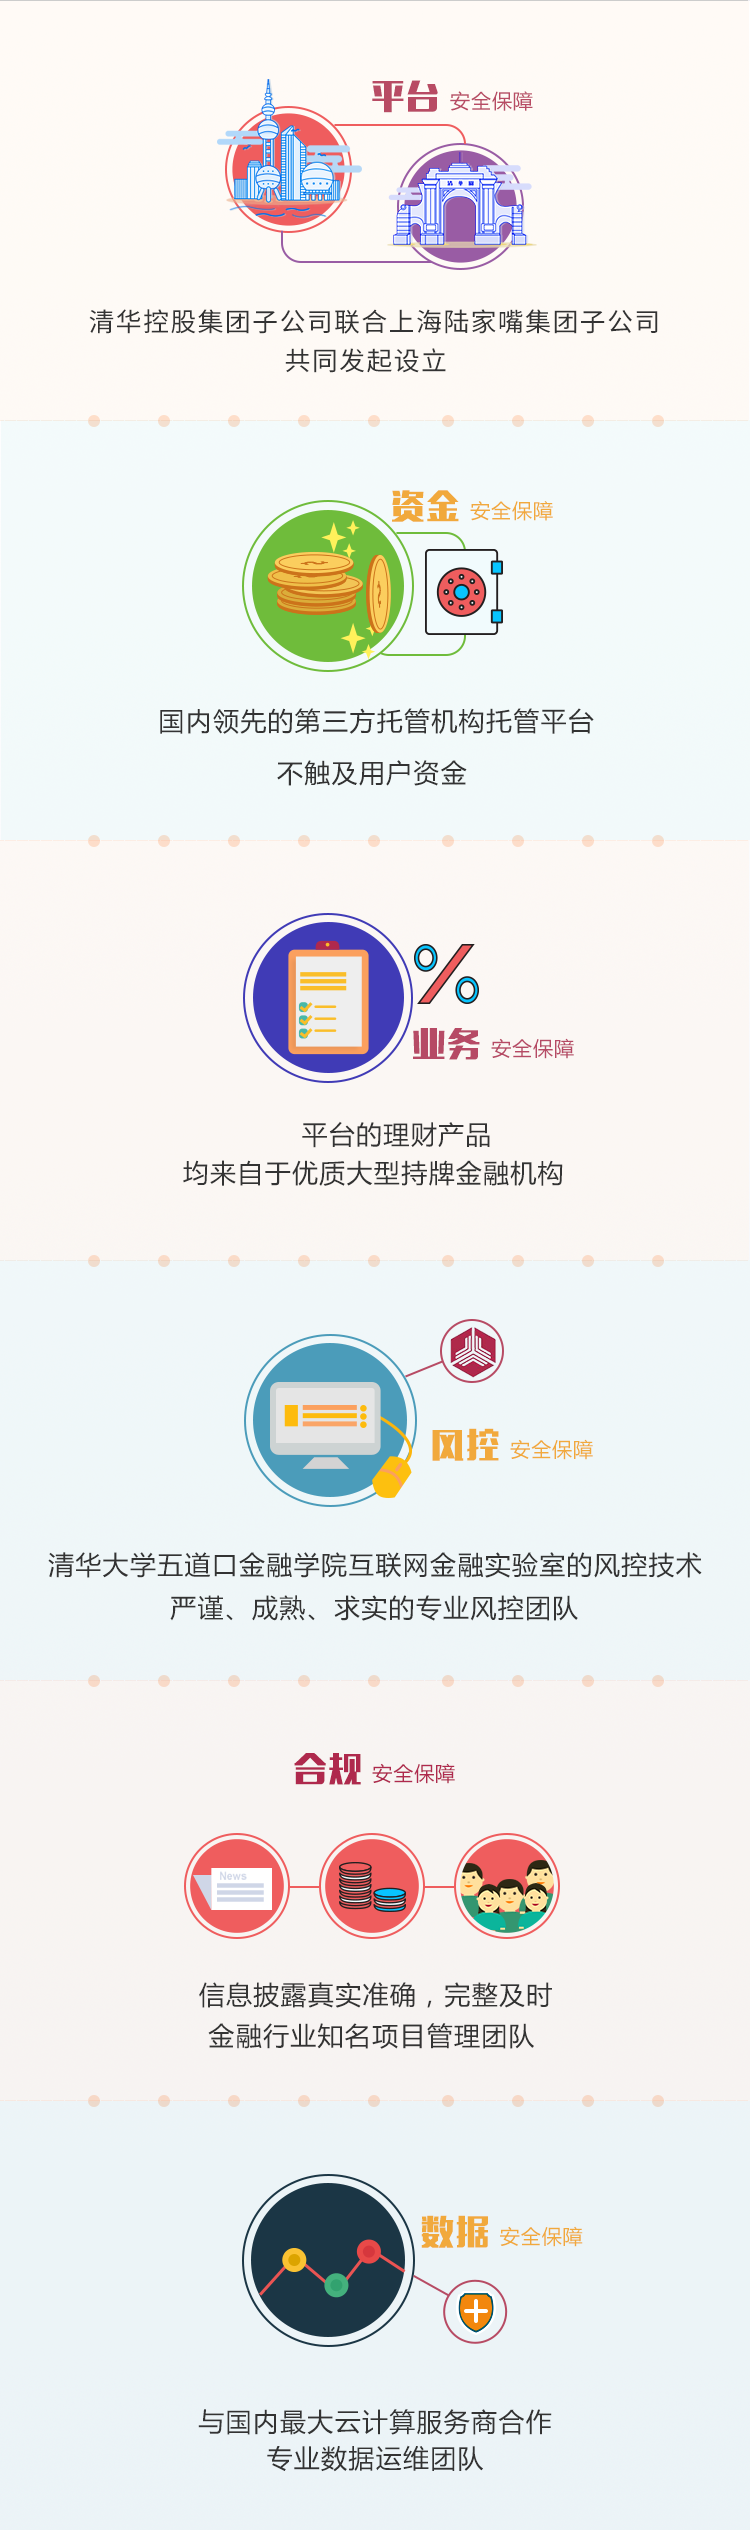 平台 安全保障
清华控股集团子公司联合上海陆家嘴集团子公司
共同发起设立
资金 安全保障
国内领先的第三方托管机构托管平台
不触及用户资金
业务 安全保障
平台的理财产品
均来自于优质大型持牌金融机构
风控 安全保障
清华大学五道口金融学院互联网金融实验室的风控技术
严谨、成熟、求实的专业风控团队
合规 安全保障
News
信息披露真实准确，完整及时
金融行业知名项目管理团队
数据 安全保障
与国内最大云计算服务商合作
专业数据运维团队